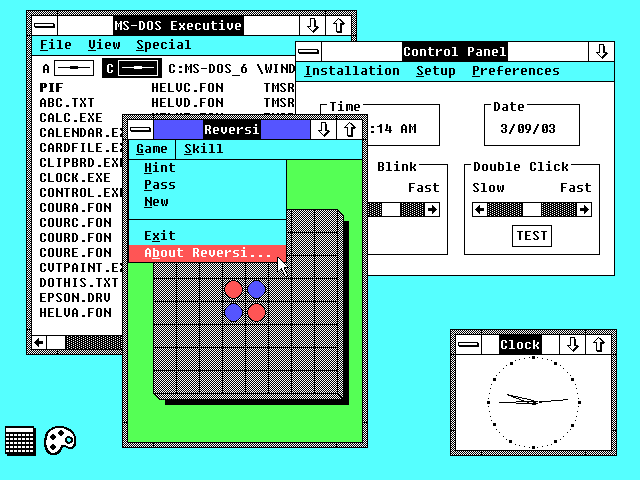 MS-DOS Executive
File View Special
A C C:MS-DOS_6 \WIND
PIF HELVC.FON TMSR
ABC.TXT HELVD.FON TMSR
CALC.EXE
CALENDAR.EX
CARDFILE.EX
CLIPBRD.EXE
CLOCK.EXE
CONTROL.EXE
COURA.FON
COURC.FON
COURD.FON
COURE.FON
CVTPAINT.EX
DOTHIS.TXT
EPSON.DRV
HELVA.FON
Control Panel
Installation Setup Preferences
Time
:14 AM
Date
3/09/03
Blink
Fast
Double Click
Slow Fast
TEST
Reversi
Game Skill
Hint
Pass
New
Exit
About Reversi...
Clock